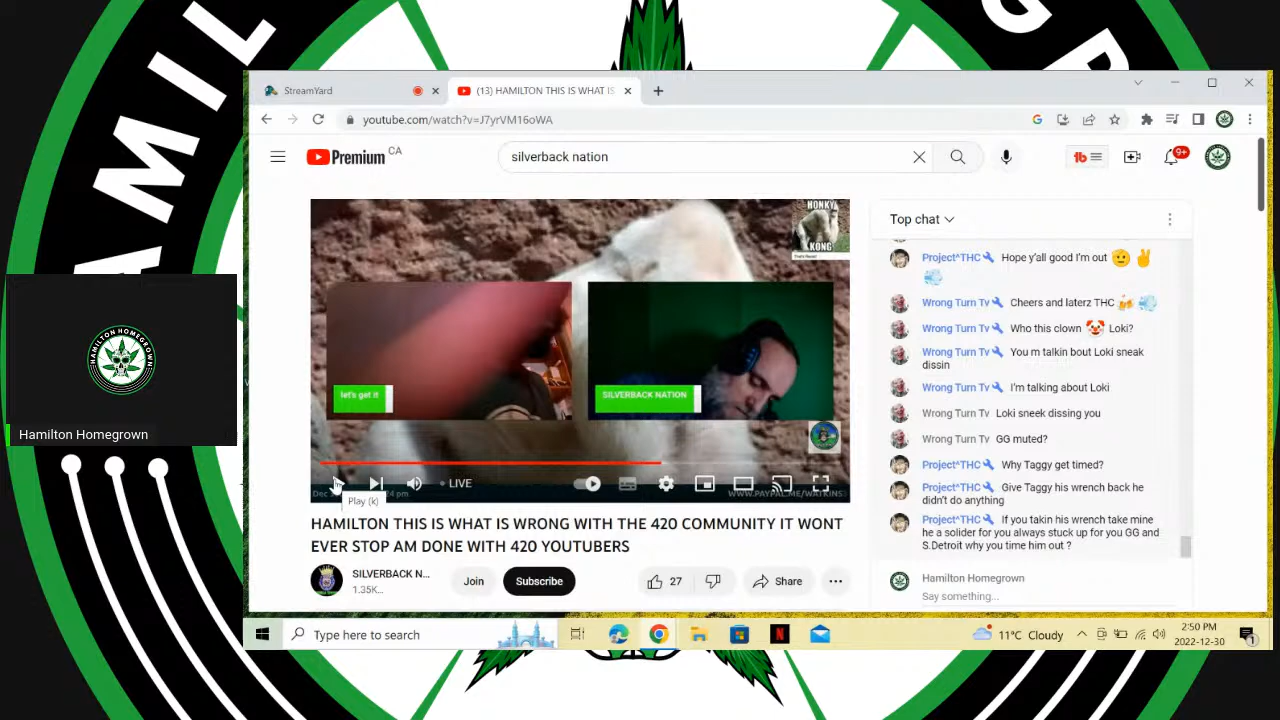 StreamYard
(13) HAMILTON THIS IS WHAT IS
youtube.com/watch?v=J7yrVM16oWA
Premium CA
silverback nation
9+
HONKY
KONG
let's get it
SILVERBACK NATION
LIVE
Play (k)
WWW.PAYPAL.ME/WATKINS
HAMILTON THIS IS WHAT IS WRONG WITH THE 420 COMMUNITY IT WONT
EVER STOP AM DONE WITH 420 YOUTUBERS
SILVERBACK N...
1.35K...
Join
Subscribe
27
Share
Top chat
Project^THC Hope y'all good I'm out
Wrong Turn Tv Cheers and laterz THC
Wrong Turn Tv Who this clown Loki?
Wrong Turn Tv You m talkin bout Loki sneak
dissin
Wrong Turn Tv I'm talking about Loki
Wrong Turn Tv Loki sneek dissing you
Wrong Turn Tv GG muted?
Project^THC Why Taggy get timed?
Project^THC Give Taggy his wrench back he
didn't do anything
Project^THC If you takin his wrench take mine
he a solider for you always stuck up for you GG and
S.Detroit why you time him out ?
Hamilton Homegrown
Say something...
HAMILTON HOMEGROWN
Hamilton Homegrown
Type here to search
11°C Cloudy
2:50 PM
2022-12-30
1